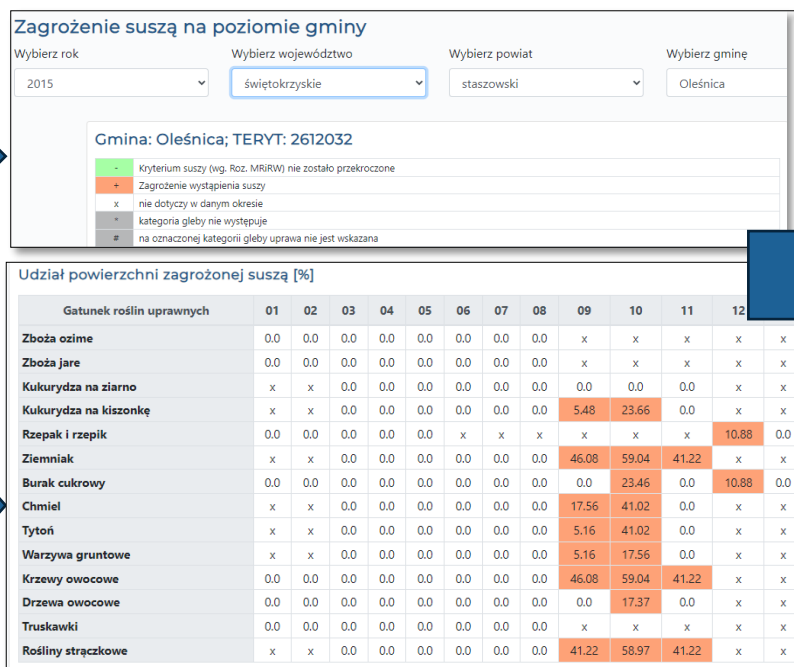 Zagrożenie suszą na poziomie gminy
Wybierz rok Wybierz województwo Wybierz powiat Wybierz gminę
2015 świętokrzyskie staszowski Oleśnica
Gmina: Oleśnica; TERYT: 2612032
- Kryterium suszy (wg. Roz. MRiRW) nie zostało przekroczone
+ Zagrożenie wystąpienia suszy
x nie dotyczy w danym okresie
* kategoria gleby nie występuje
# na oznaczonej kategorii gleby uprawa nie jest wskazana
Udział powierzchni zagrożonej suszą [%]
Gatunek roślin uprawnych 01 02 03 04 05 06 07 08 09 10 11 12
Zboża ozime 0.0 0.0 0.0 0.0 0.0 0.0 0.0 0.0 x x x x x
Zboża jare 0.0 0.0 0.0 0.0 0.0 0.0 0.0 0.0 x x x x x
Kukurydza na ziarno x x 0.0 0.0 0.0 0.0 0.0 0.0 0.0 0.0 0.0 x x
Kukurydza na kiszonkę x x 0.0 0.0 0.0 0.0 0.0 0.0 5.48 23.66 0.0 x x
Rzepak i rzepik 0.0 0.0 0.0 0.0 0.0 x x x x x x 10.88 0.0
Ziemniak x x 0.0 0.0 0.0 0.0 0.0 0.0 46.08 59.04 41.22 x x
Burak cukrowy 0.0 0.0 0.0 0.0 0.0 0.0 0.0 0.0 0.0 23.46 0.0 10.88 0.0
Chmiel x x 0.0 0.0 0.0 0.0 0.0 0.0 17.56 41.02 0.0 x x
Tytoń x x 0.0 0.0 0.0 0.0 0.0 0.0 5.16 41.02 0.0 x x
Warzywa gruntowe x x 0.0 0.0 0.0 0.0 0.0 0.0 5.16 17.56 0.0 x x
Krzewy owocowe 0.0 0.0 0.0 0.0 0.0 0.0 0.0 0.0 46.08 59.04 41.22 x x
Drzewa owocowe 0.0 0.0 0.0 0.0 0.0 0.0 0.0 0.0 0.0 17.37 0.0 x x
Truskawki 0.0 0.0 0.0 0.0 0.0 0.0 0.0 0.0 x x x x x
Rośliny strączkowe x x 0.0 0.0 0.0 0.0 0.0 0.0 41.22 58.97 41.22 x x